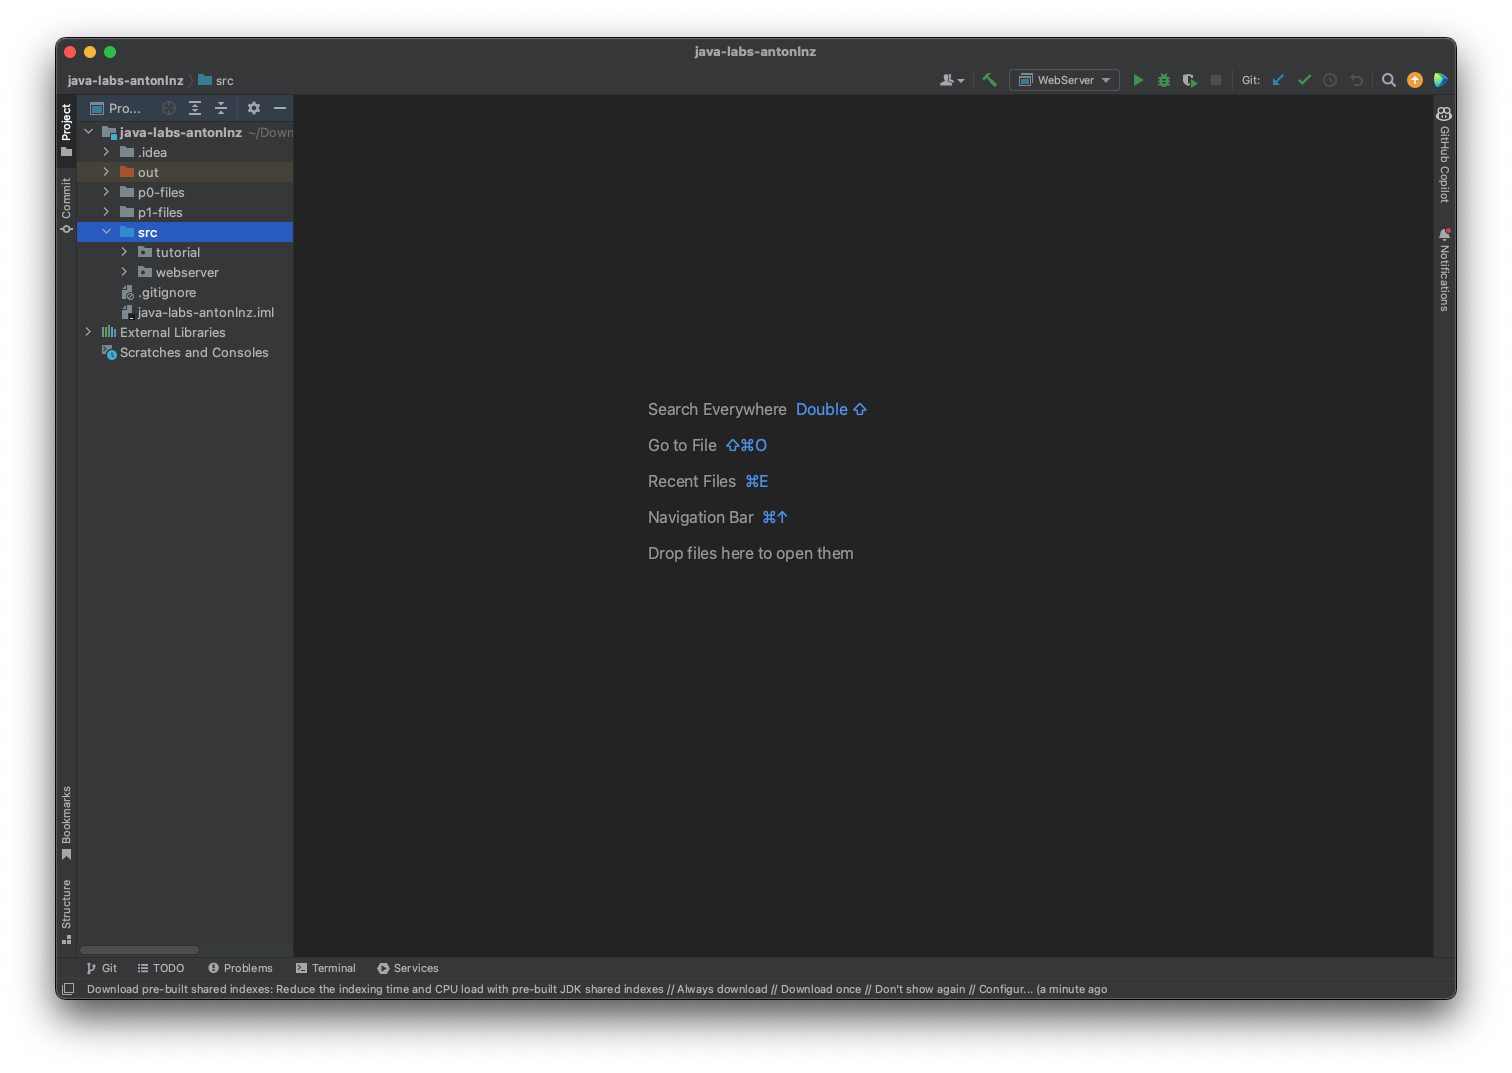 java-labs-antonlnz
java-labs-antonlnz src
WebServer Git:
Project
Commit
Bookmarks
Structure
Pro...
java-labs-antonlnz ~/Down
.idea
out
p0-files
p1-files
src
tutorial
webserver
.gitignore
java-labs-antonlnz.iml
External Libraries
Scratches and Consoles
Search Everywhere Double ⇧
Go to File ⇧⌘O
Recent Files ⌘E
Navigation Bar ⌘↑
Drop files here to open them
GitHub Copilot
Notifications
Git TODO Problems Terminal Services
Download pre-built shared indexes: Reduce the indexing time and CPU load with pre-built JDK shared indexes // Always download // Download once // Don't show again // Configur... (a minute ago